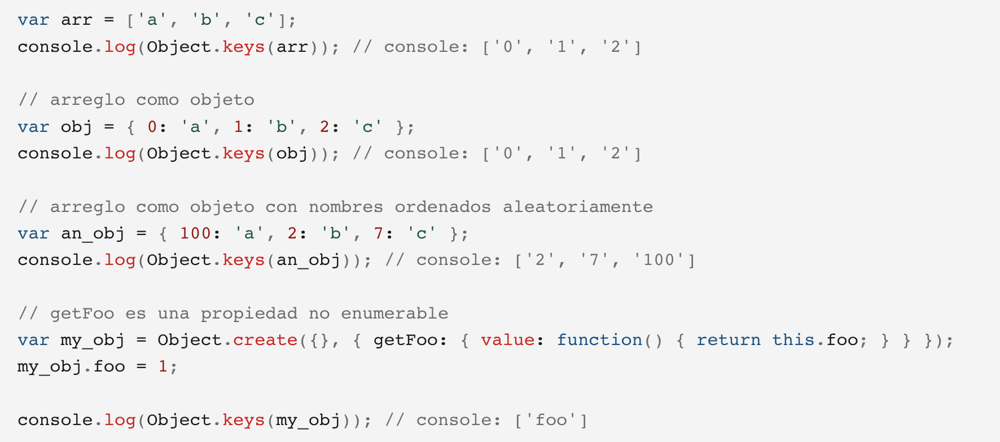 var arr = ['a', 'b', 'c'];
console.log(Object.keys(arr)); // console: ['0', '1', '2']
// arreglo como objeto
var obj = { 0: 'a', 1: 'b', 2: 'c' };
console.log(Object.keys(obj)); // console: ['0', '1', '2']
// arreglo como objeto con nombres ordenados aleatoriamente
var an_obj = { 100: 'a', 2: 'b', 7: 'c' };
console.log(Object.keys(an_obj)); // console: ['2', '7', '100']
// getFoo es una propiedad no enumerable
var my_obj = Object.create({}, { getFoo: { value: function() { return this.foo; } } });
my_obj.foo = 1;
console.log(Object.keys(my_obj)); // console: ['foo']